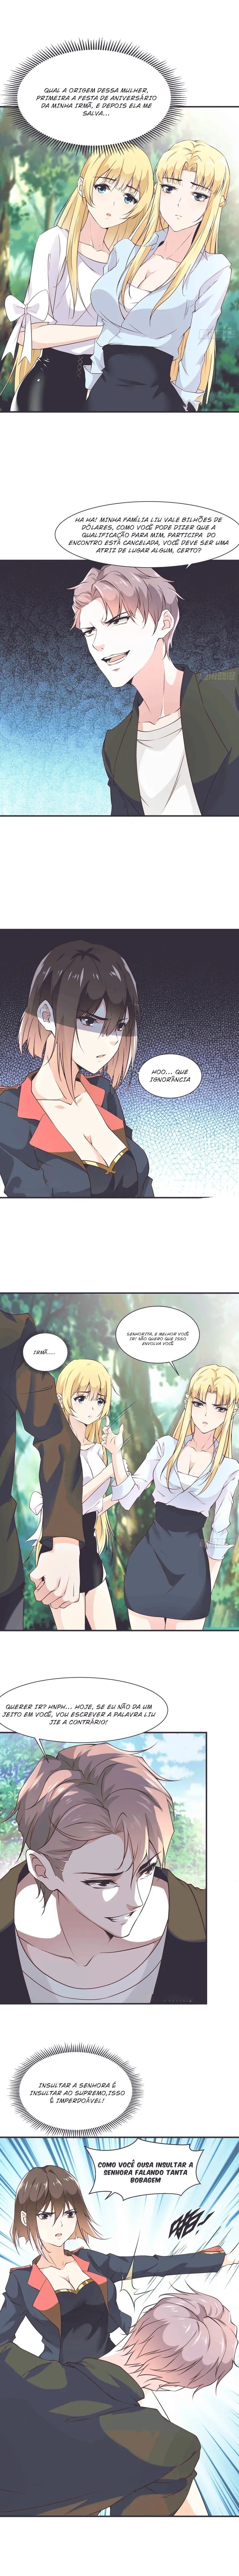 QUAL A ORIGEM DESSA MULHER,
PRIMEIRA A FESTA DE ANIVERSÁRIO
DA MINHA IRMÃ, E DEPOIS ELA ME
SALVA...
HA HA! MINHA FAMÍLIA LIU VALE BILHÕES DE
DÓLARES, COMO VOCÊ PODE DIZER QUE A
QUALIFICAÇÃO PARA MIM, PARTICIPA DO
ENCONTRO ESTÁ CANCELADA, VOCÊ DEVE SER UMA
ATRIZ DE LUGAR ALGUM, CERTO?
HOO... QUE
IGNORÂNCIA
IRMÃ....
SENHORITA, E MELHOR VOCÊ
IR! NÃO QUERO QUE ISSO
ENVOLVA VOCÊ
QUERER IR? HNPH... HOJE, SE EU NÃO DA UM
JEITO EM VOCÊ, VOU ESCREVER A PALAVRA LIU
JIE A CONTRÁRIO!
INSULTAR A SENHORA É
INSULTAR AO SUPREMO,ISSO
É IMPERDOÁVEL!
COMO VOCÊ OUSA INSULTAR A
SENHORA FALANDO TANTA
BOBAGEM